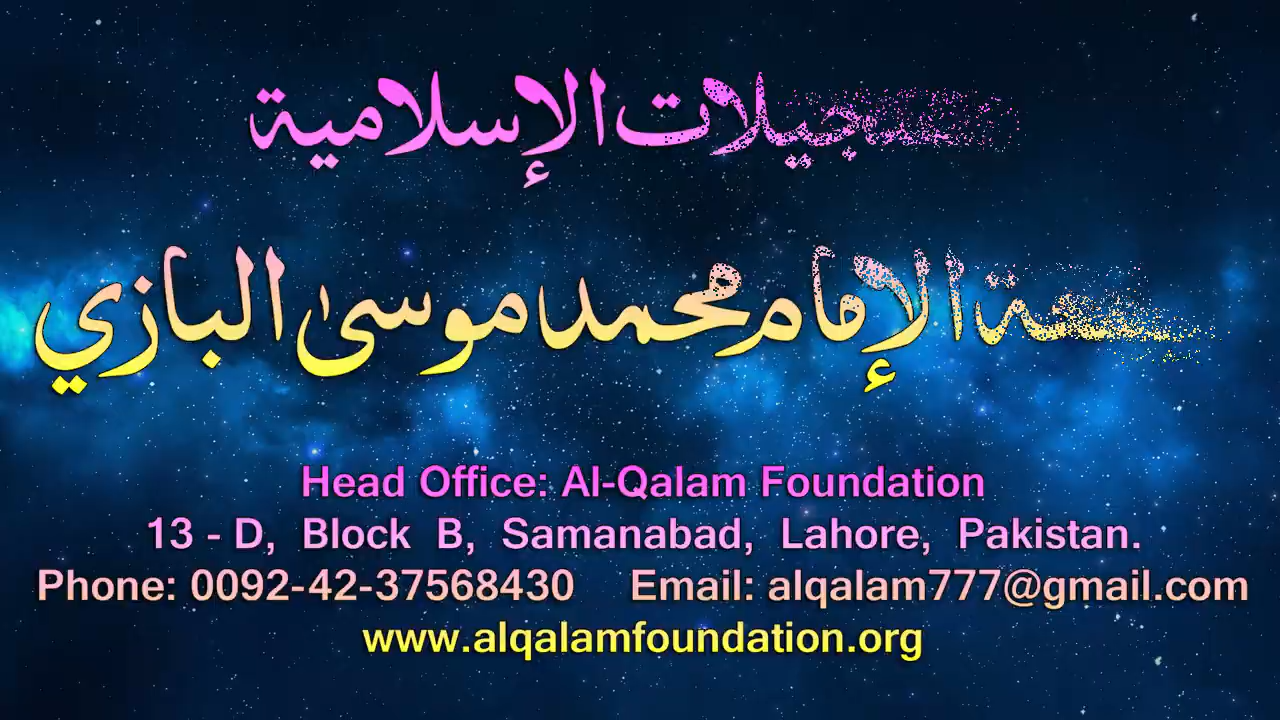 الإسلامية
الإمام محمد موسىٰ البازي
Head Office: Al-Qalam Foundation
13 - D, Block B, Samanabad, Lahore, Pakistan.
Phone: 0092-42-37568430 Email: alqalam777@gmail.com
www.alqalamfoundation.org